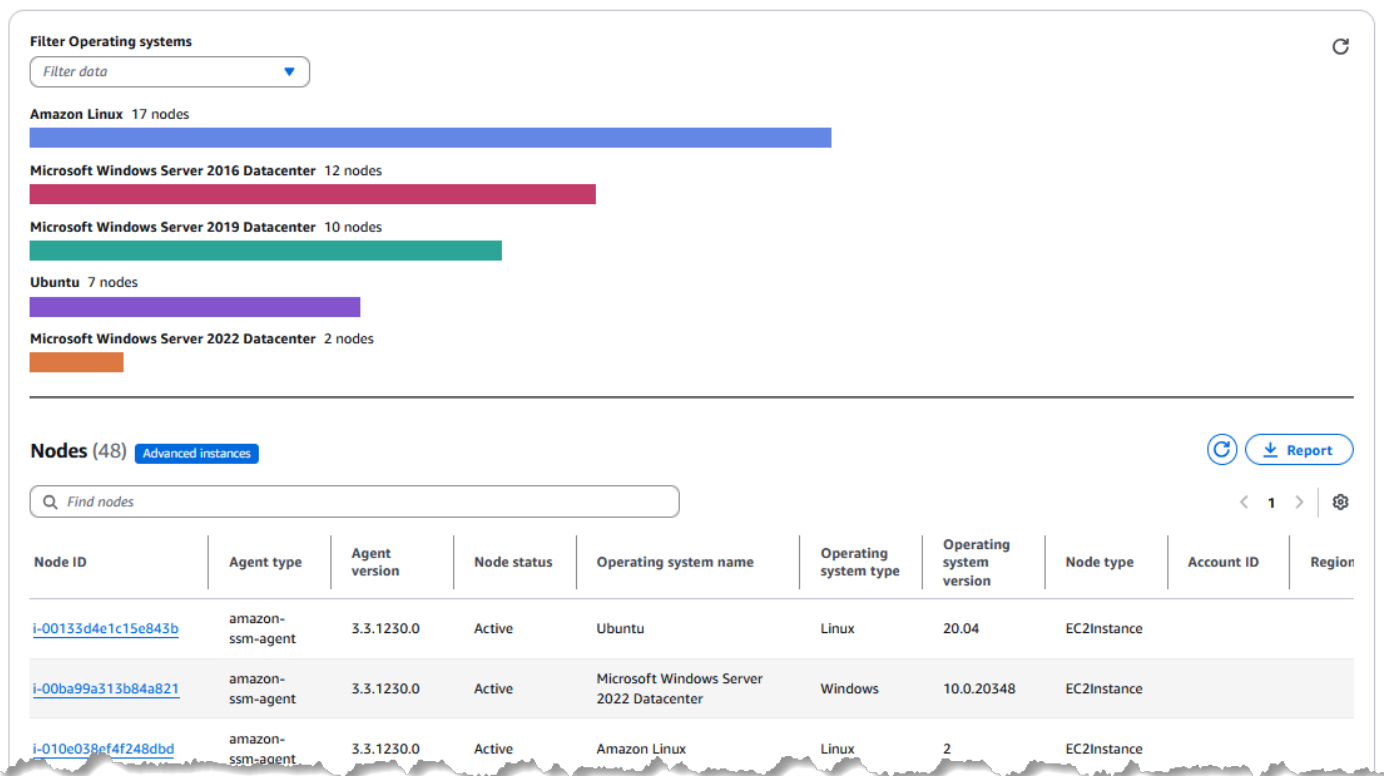 Filter Operating systems
Filter data
Amazon Linux 17 nodes
Microsoft Windows Server 2016 Datacenter 12 nodes
Microsoft Windows Server 2019 Datacenter 10 nodes
Ubuntu 7 nodes
Microsoft Windows Server 2022 Datacenter 2 nodes
Nodes (48) Advanced instances
Report
Find nodes
1
Node ID
Agent type
Agent
version
Node status
Operating system name
Operating
system type
Operating
system
version
Node type
Account ID
Region
i-00133d4e1c15e843b
amazon-
ssm-agent
3.3.1230.0
Active
Ubuntu
Linux
20.04
EC2Instance
i-00ba99a313b84a821
amazon-
ssm-agent
3.3.1230.0
Active
Microsoft Windows Server
2022 Datacenter
Windows
10.0.20348
EC2Instance
i-010e038ef4f248dbd
amazon-
ssm-agent
3.3.1230.0
Active
Amazon Linux
Linux
2
EC2Instance